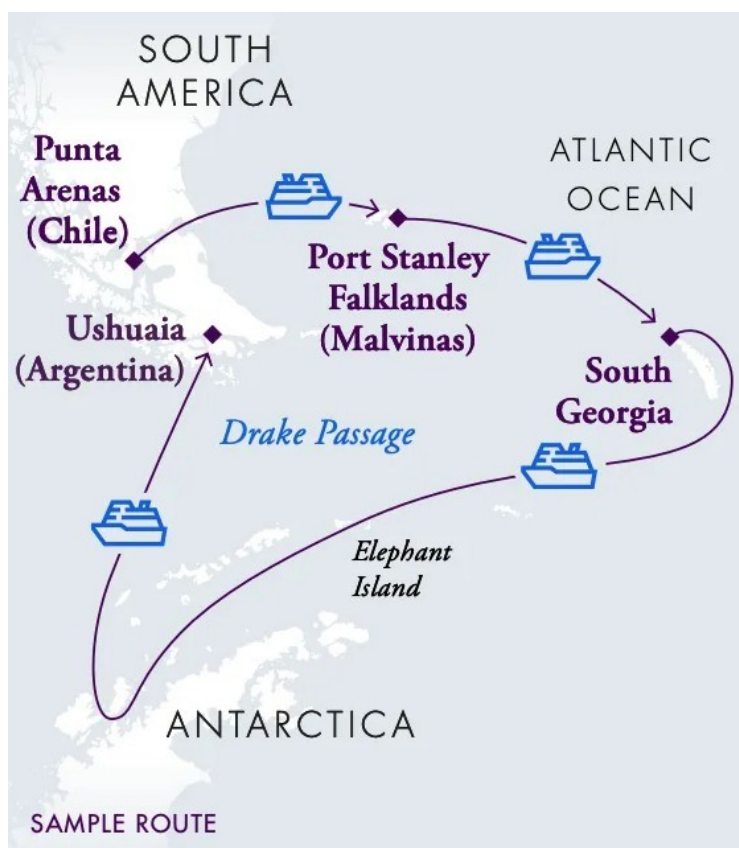 SOUTH
AMERICA
Punta
Arenas
(Chile)
ATLANTIC
OCEAN
Port Stanley
Falklands
(Malvinas)
Ushuaia
(Argentina)
South
Georgia
Drake Passage
Elephant
Island
ANTARCTICA
SAMPLE ROUTE